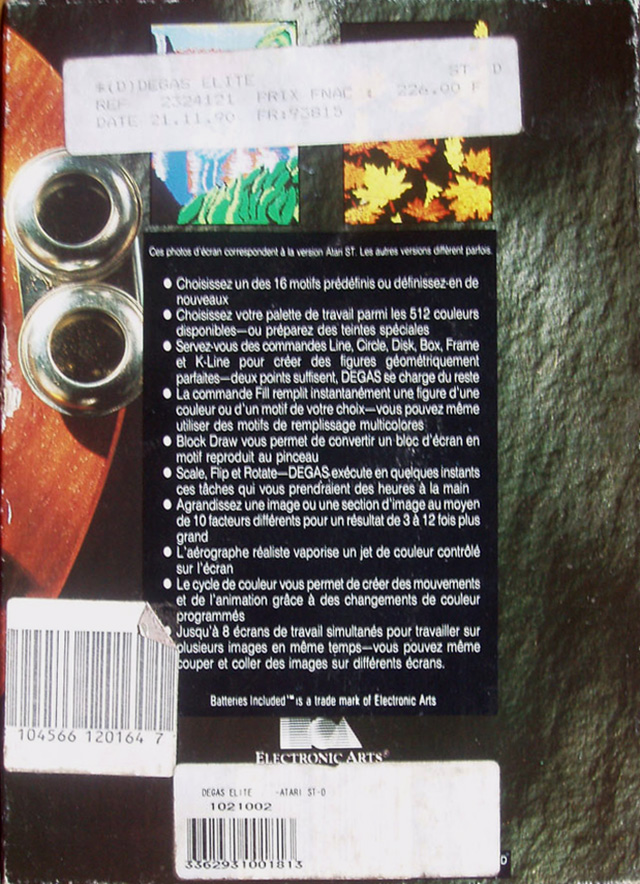 *(D)DEGAS ELITE ST D
REF 2324121 PRIX FNAC : 226.00 F
DATE 21.11.90 FR:93815
Ces photos d'écran correspondent à la version Atari ST. Les autres versions diffèrent parfois.
● Choisissez un des 16 motifs prédéfinis ou définissez-en de
nouveaux
● Choisissez votre palette de travail parmi les 512 couleurs
disponibles—ou préparez des teintes spéciales
● Servez-vous des commandes Line, Circle, Disk, Box, Frame
et K-Line pour créer des figures géométriquement
parfaites—deux points suffisent, DEGAS se charge du reste
● La commande Fill remplit instantanément une figure d'une
couleur ou d'un motif de votre choix—vous pouvez même
utiliser des motifs de remplissage multicolores
● Block Draw vous permet de convertir un bloc d'écran en
motif reproduit au pinceau
● Scale, Flip et Rotate—DEGAS exécute en quelques instants
ces tâches qui vous prendraient des heures à la main
● Agrandissez une image ou une section d'image au moyen
de 10 facteurs différents pour un résultat de 3 à 12 fois plus
grand
● L'aérographe réaliste vaporise un jet de couleur contrôlé
sur l'écran
● Le cycle de couleur vous permet de créer des mouvements
et de l'animation grâce à des changements de couleur
programmés
● Jusqu'à 8 écrans de travail simultanés pour travailler sur
plusieurs images en même temps—vous pouvez même
couper et coller des images sur différents écrans.
Batteries Included™ is a trade mark of Electronic Arts
104566 120164 7
ELECTRONIC ARTS®
DEGAS ELITE -ATARI ST-D
1021002
3362931001813